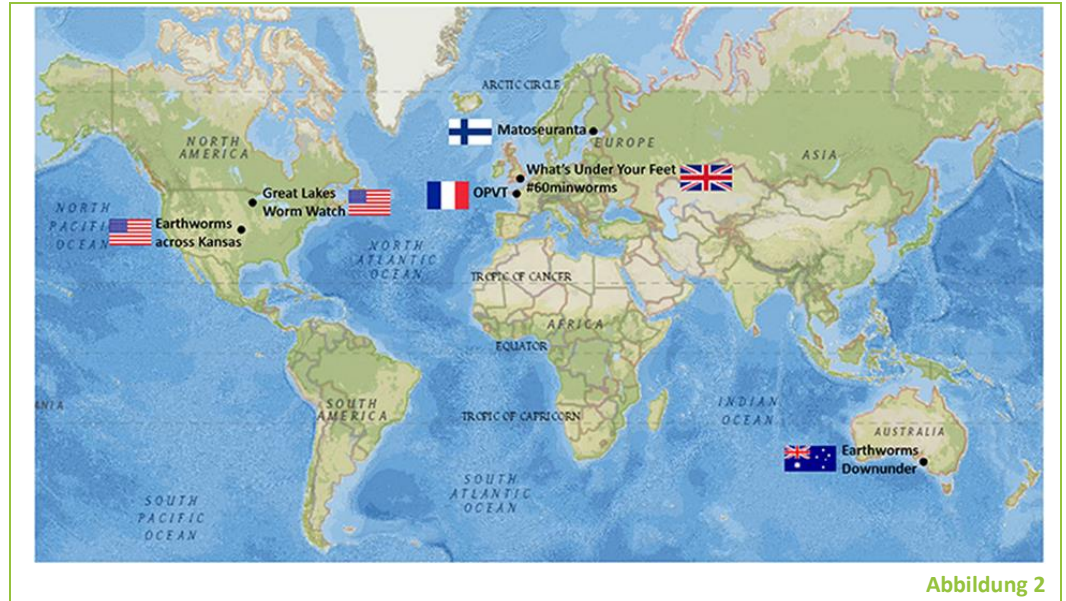 ARCTIC CIRCLE
Matoseuranta
EUROPE
NORTH
AMERICA
ASIA
What's Under Your Feet
#60minworms
OPVT
Great Lakes
Worm Watch
NORTH
PACIFIC
OCEAN
Earthworms
across Kansas
NORTH
ATLANTIC
OCEAN
TROPIC OF CANCER
AFRICA
EQUATOR
SOUTH
AMERICA
TROPIC OF CAPRICORN
INDIAN
OCEAN
AUSTRALIA
Earthworms
Downunder
SOUTH
ATLANTIC
OCEAN
SOUTH
PACIFIC
OCEAN
Abbildung 2